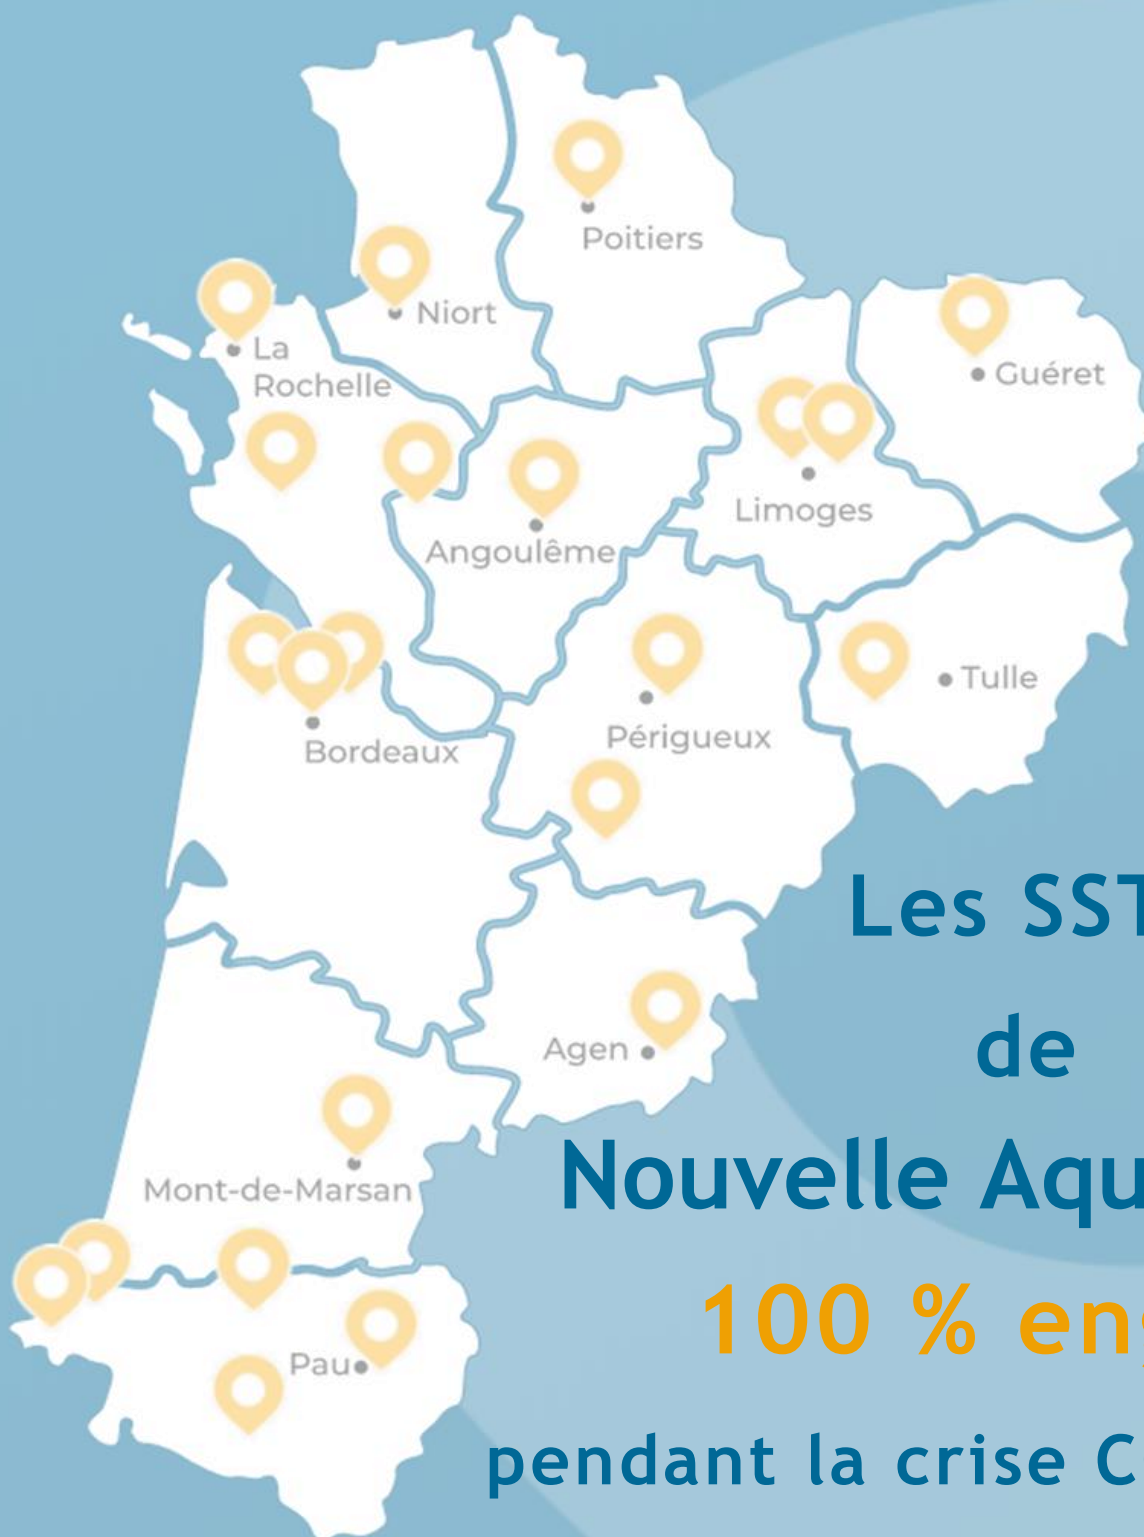 Poitiers
Niort
La
Rochelle
Guéret
Limoges
Angoulême
Tulle
Périgueux
Bordeaux
Les SST
de
Agen
Nouvelle Aqu
Mont-de-Marsan
100 % en
Pau
pendant la crise C